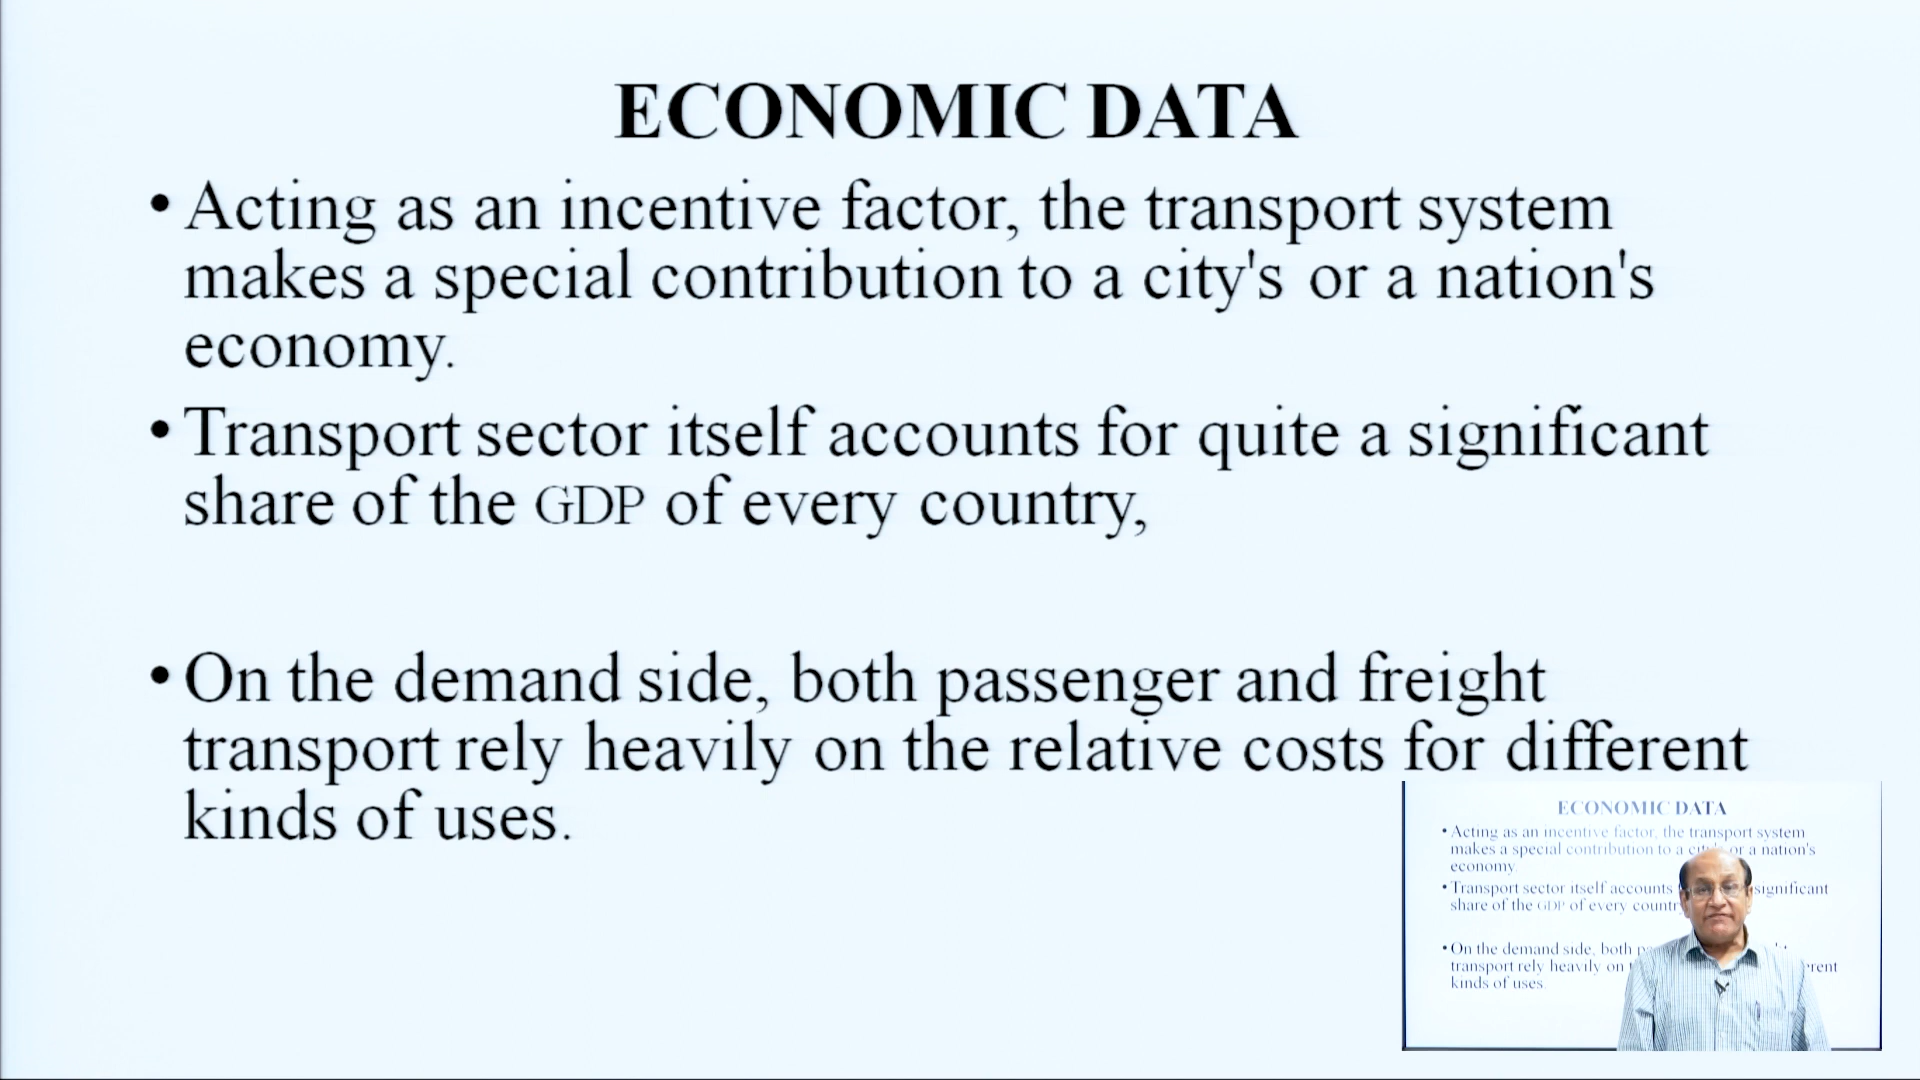 ECONOMIC DATA
• Acting as an incentive factor, the transport system
makes a special contribution to a city's or a nation's
economy.
• Transport sector itself accounts for quite a significant
share of the GDP of every country,
• On the demand side, both passenger and freight
transport rely heavily on the relative costs for different
kinds of uses.
ECONOMIC DATA
• Acting as an incentive factor, the transport system
makes a special contribution to a or a nation's
economy.
• Transport sector itself accounts significant
share of the GDP of every
• On the demand side, both
transport rely heavily on
kinds of uses.